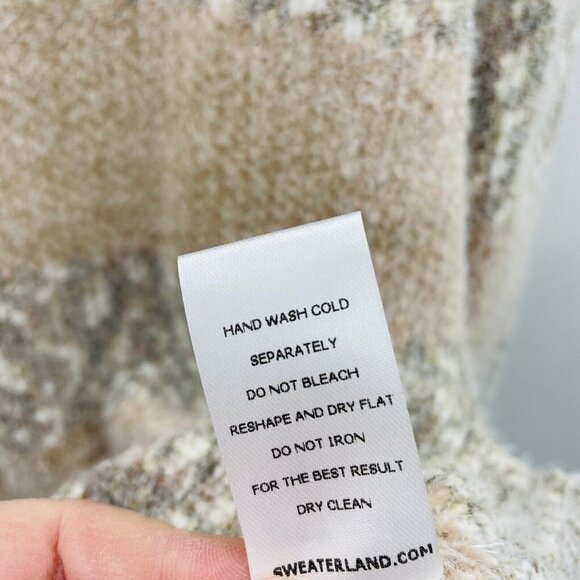 HAND WASH COLD
SEPARATELY
DO NOT BLEACH
RESHAPE AND DRY FLAT
DO NOT IRON
FOR THE BEST RESULT
DRY CLEAN
SWEATERLAND.COM